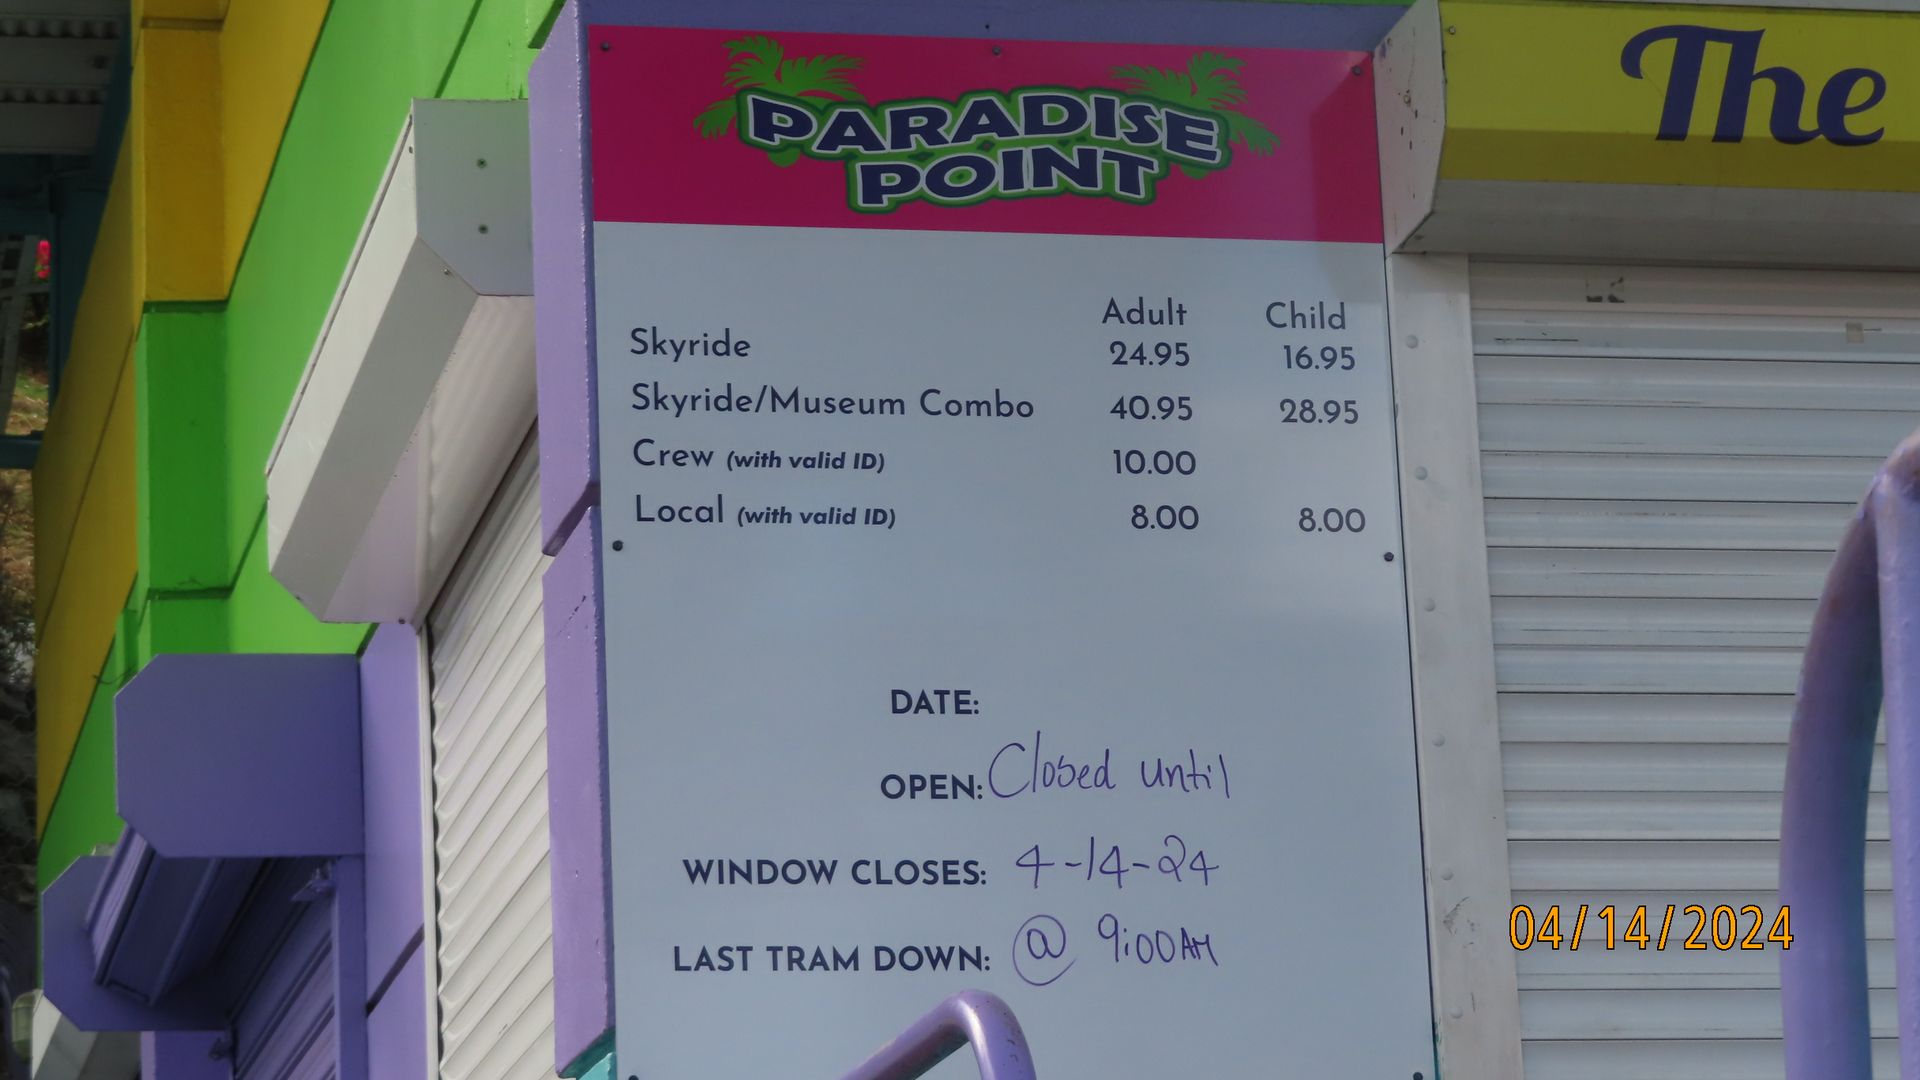 PARADISE
POINT
The
Adult Child
Skyride 24.95 16.95
Skyride/Museum Combo 40.95 28.95
Crew (with valid ID) 10.00
Local (with valid ID) 8.00 8.00
DATE:
OPEN: Closed until
WINDOW CLOSES: 4-14-24
LAST TRAM DOWN: @ 9:00AM
04/14/2024